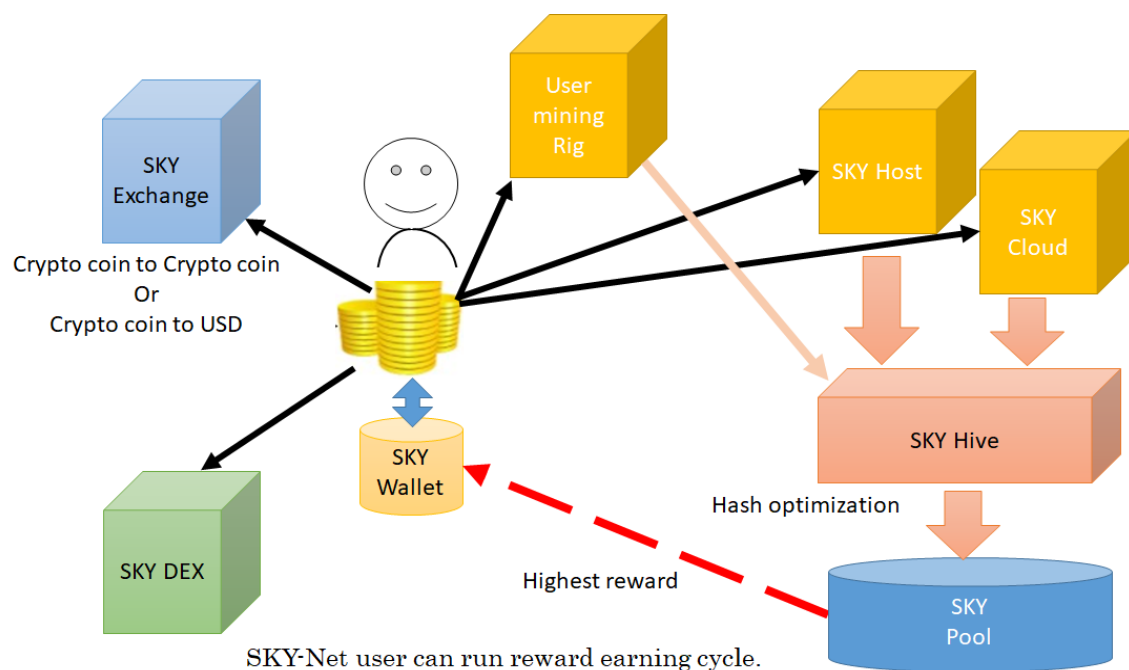 User
mining
Rig
SKY
Exchange
SKY Host
SKY
Cloud
Crypto coin to Crypto coin
Or
Crypto coin to USD
SKY Hive
SKY
Wallet
Hash optimization
SKY DEX
Highest reward
SKY
Pool
SKY-Net user can run reward earning cycle.